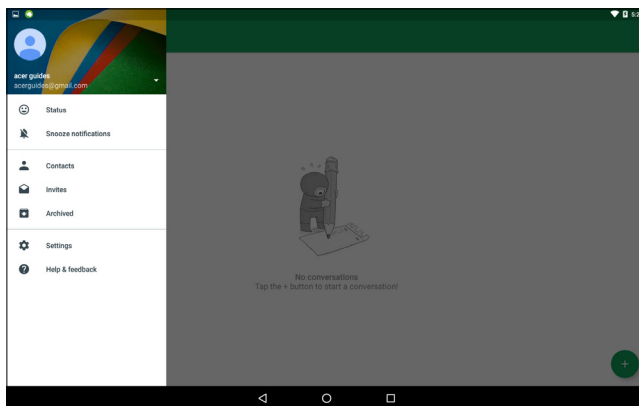 acer guides
acerguides@gmail.com
Status
Snooze notifications
Contacts
Invites
Archived
Settings
Help & feedback
No conversations
Tap the + button to start a conversation!